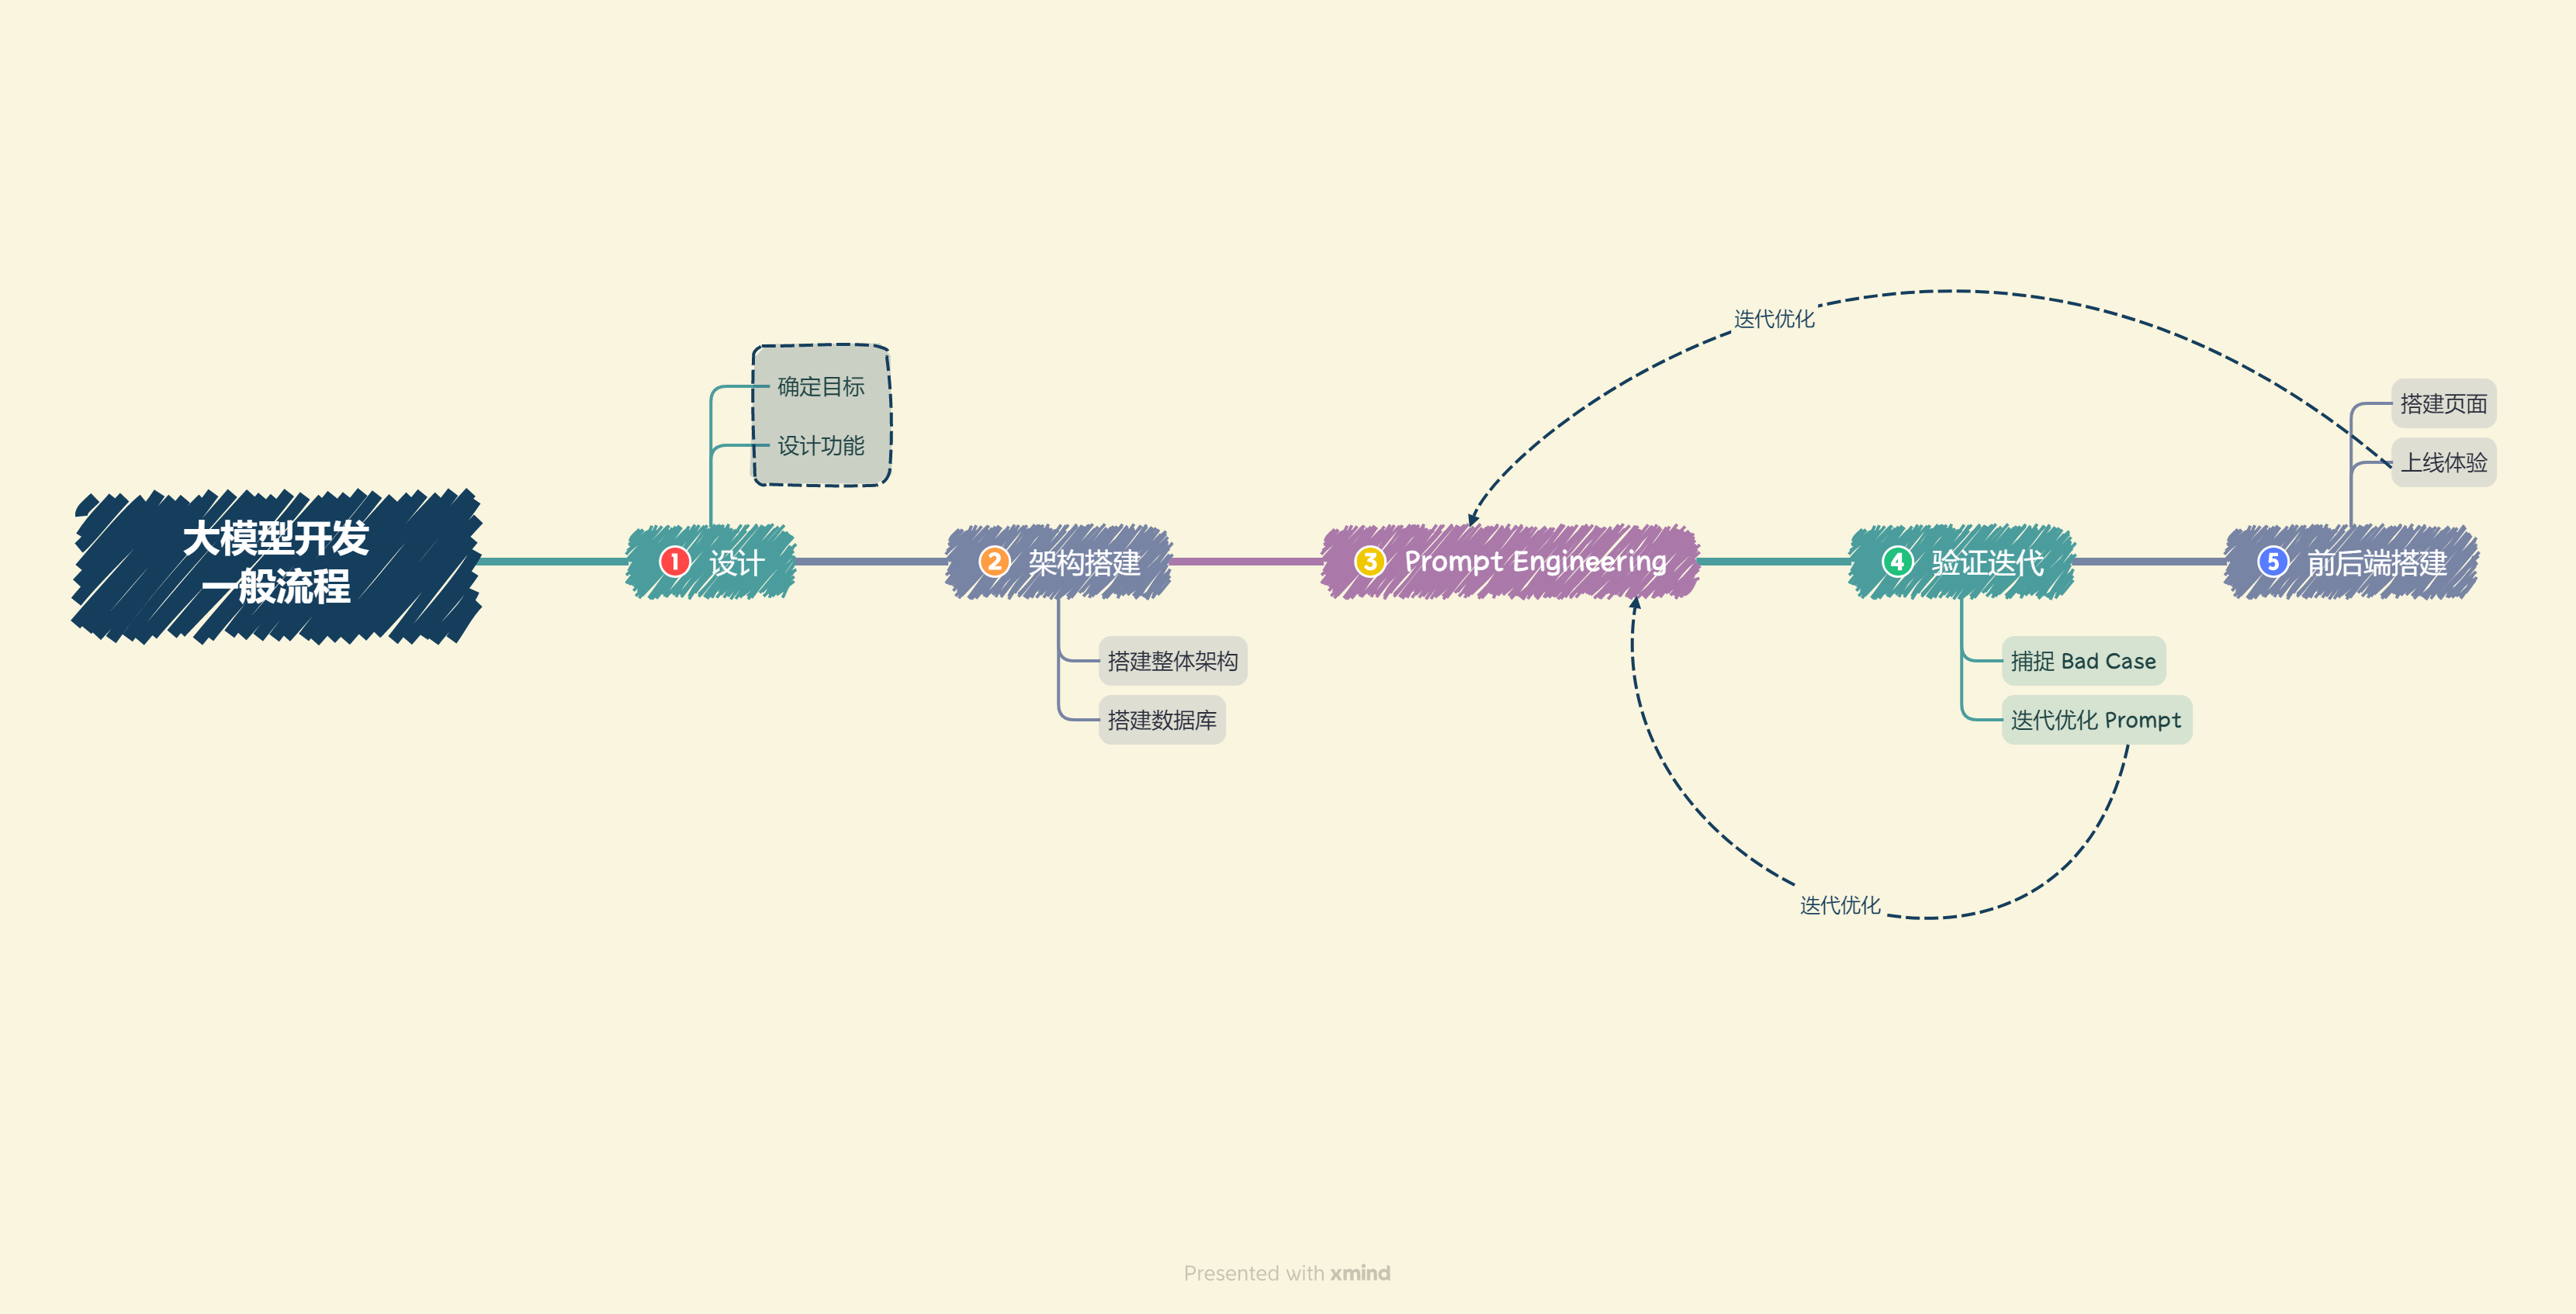 大模型开发
一般流程
1 设计
确定目标
设计功能
2 架构搭建
搭建整体架构
搭建数据库
3 Prompt Engineering
4 验证迭代
捕捉 Bad Case
迭代优化 Prompt
5 前后端搭建
搭建页面
上线体验
迭代优化
迭代优化
Presented with xmind